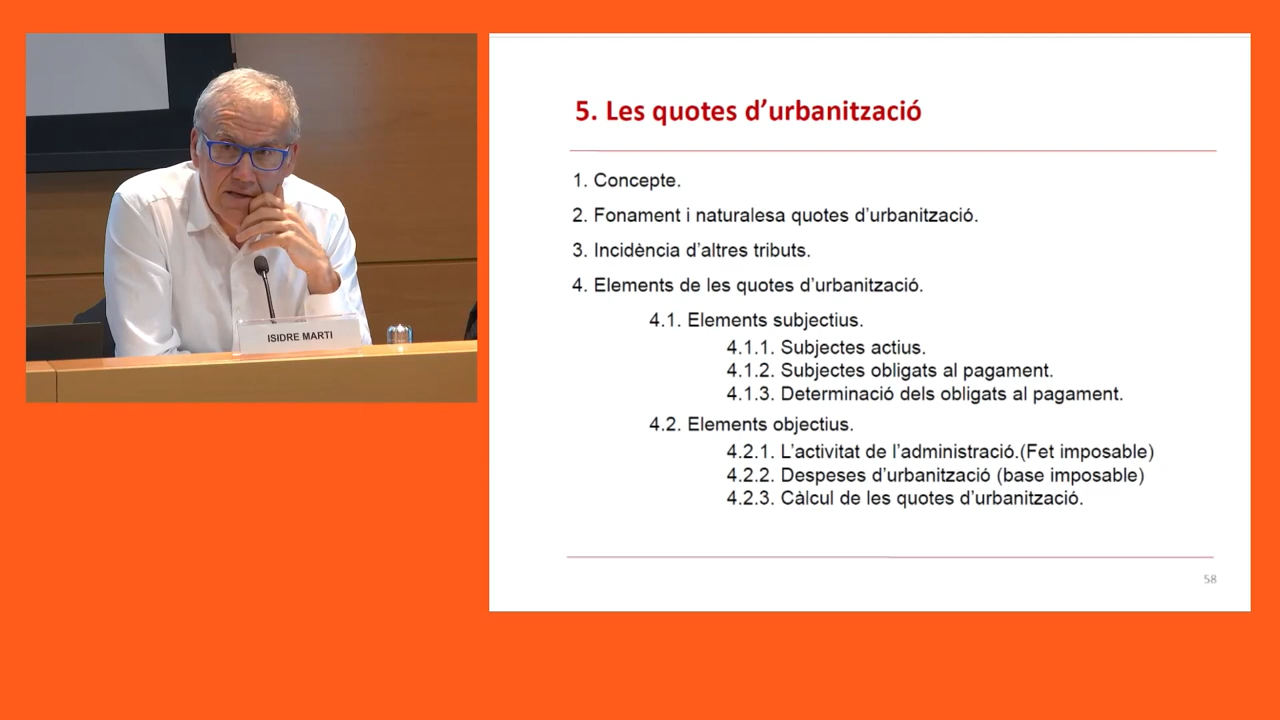 ISIDRE MARTI
5. Les quotes d’urbanització
1. Concepte.
2. Fonament i naturalesa quotes d’urbanització.
3. Incidència d’altres tributs.
4. Elements de les quotes d’urbanització.
4.1. Elements subjectius.
4.1.1. Subjectes actius.
4.1.2. Subjectes obligats al pagament.
4.1.3. Determinació dels obligats al pagament.
4.2. Elements objectius.
4.2.1. L’activitat de l’administració.(Fet imposable)
4.2.2. Despeses d’urbanització (base imposable)
4.2.3. Càlcul de les quotes d’urbanització.
58